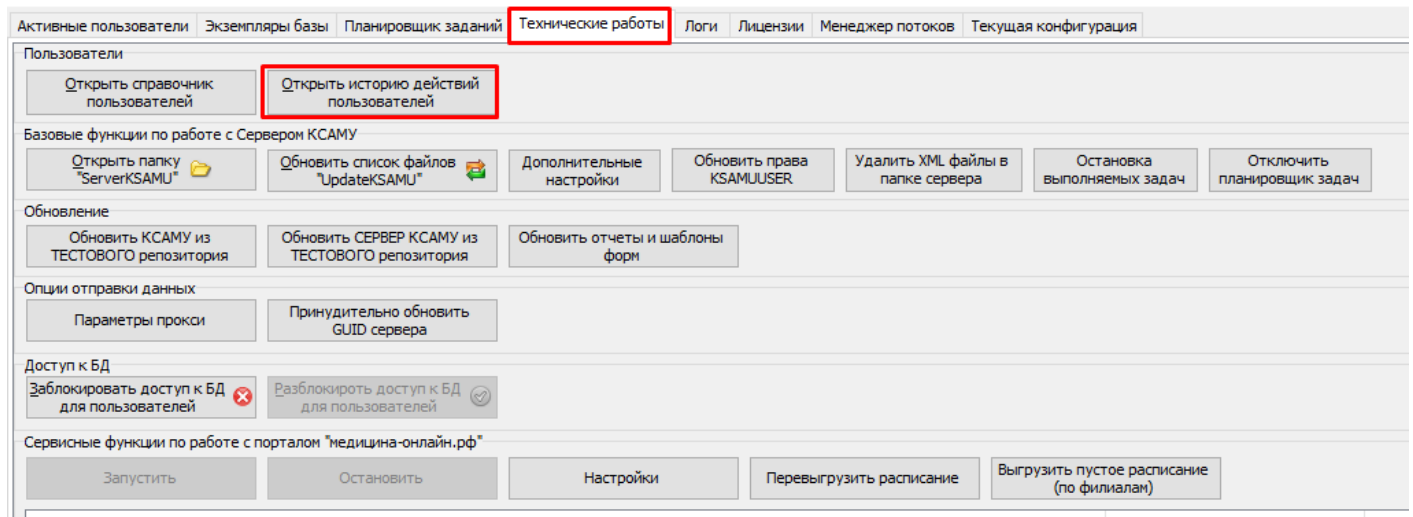 Активные пользователи Экземпляры базы Планировщик заданий Технические работы Логи Лицензии Менеджер потоков Текущая конфигурация
Пользователи
Открыть справочник пользователей
Открыть историю действий пользователей
Базовые функции по работе с Сервером КСАМУ
Открыть папку "ServerKSAMU"
Обновить список файлов "UpdateKSAMU"
Дополнительные настройки
Обновить права KSAMUUSER
Удалить XML файлы в папке сервера
Остановка выполняемых задач
Отключить планировщик задач
Обновление
Обновить КСАМУ из ТЕСТОВОГО репозитория
Обновить СЕРВЕР КСАМУ из ТЕСТОВОГО репозитория
Обновить отчеты и шаблоны форм
Опции отправки данных
Параметры прокси
Принудительно обновить GUID сервера
Доступ к БД
Заблокировать доступ к БД для пользователей
Разблокироть доступ к БД для пользователей
Сервисные функции по работе с порталом "медицина-онлайн.рф"
Запустить
Остановить
Настройки
Перевыгрузить расписание
Выгрузить пустое расписание (по филиалам)